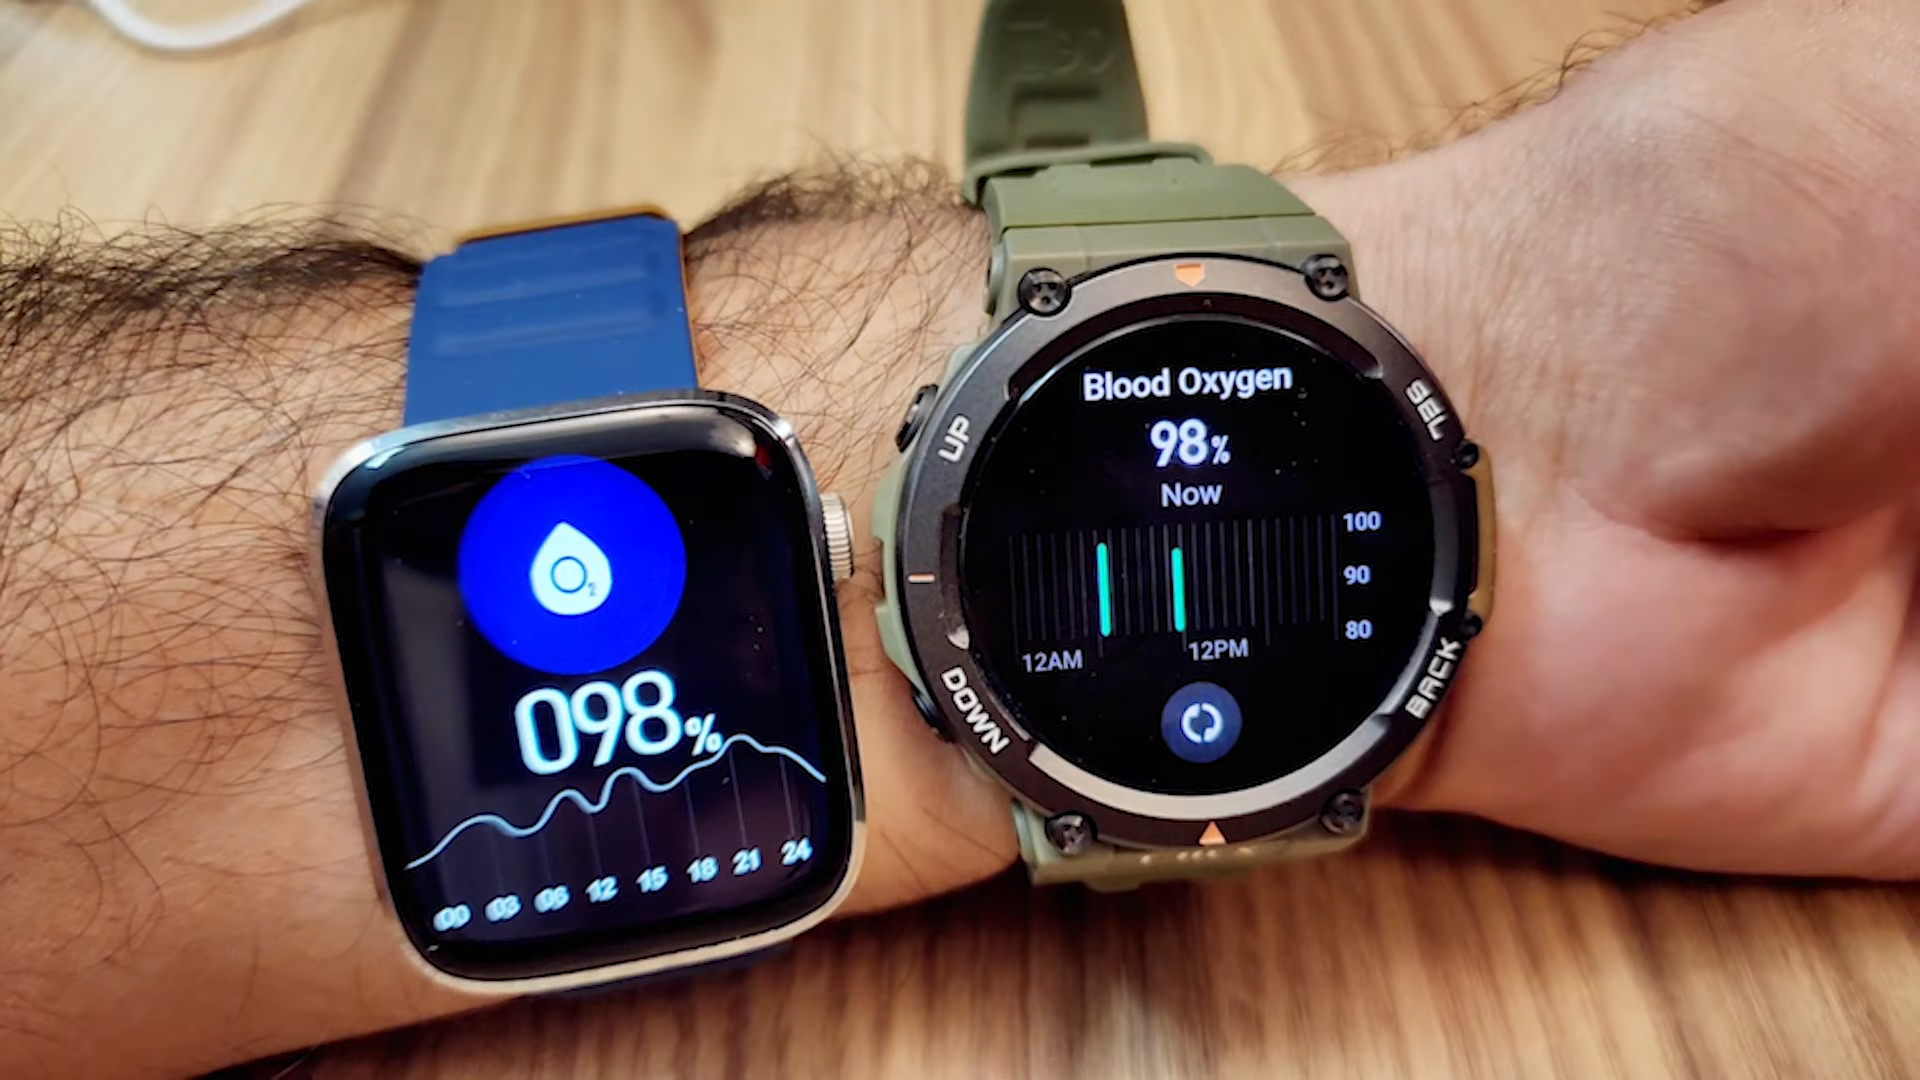 O2
098%
00 03 06 12 15 18 21 24
UP
DOWN
SEL
BACK
Blood Oxygen
98%
Now
100
90
80
12AM 12PM